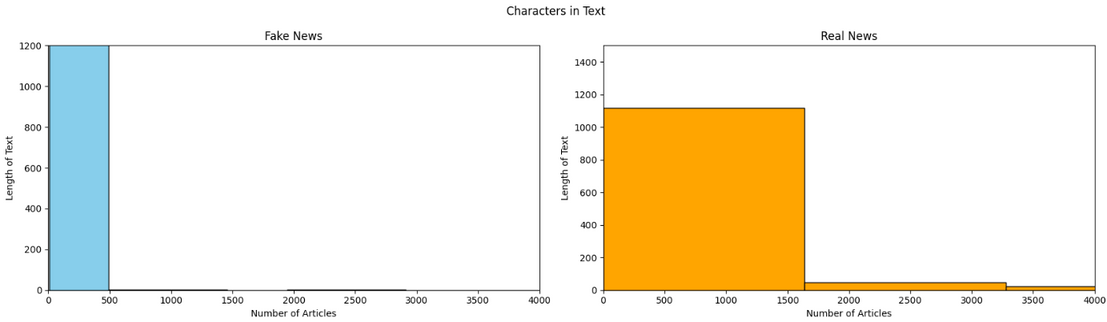 Characters in Text
Fake News
1200
1000
800
600
400
200
0
Length of Text
0 500 1000 1500 2000 2500 3000 3500 4000
Number of Articles
Real News
1400
1200
1000
800
600
400
200
0
Length of Text
0 500 1000 1500 2000 2500 3000 3500 4000
Number of Articles